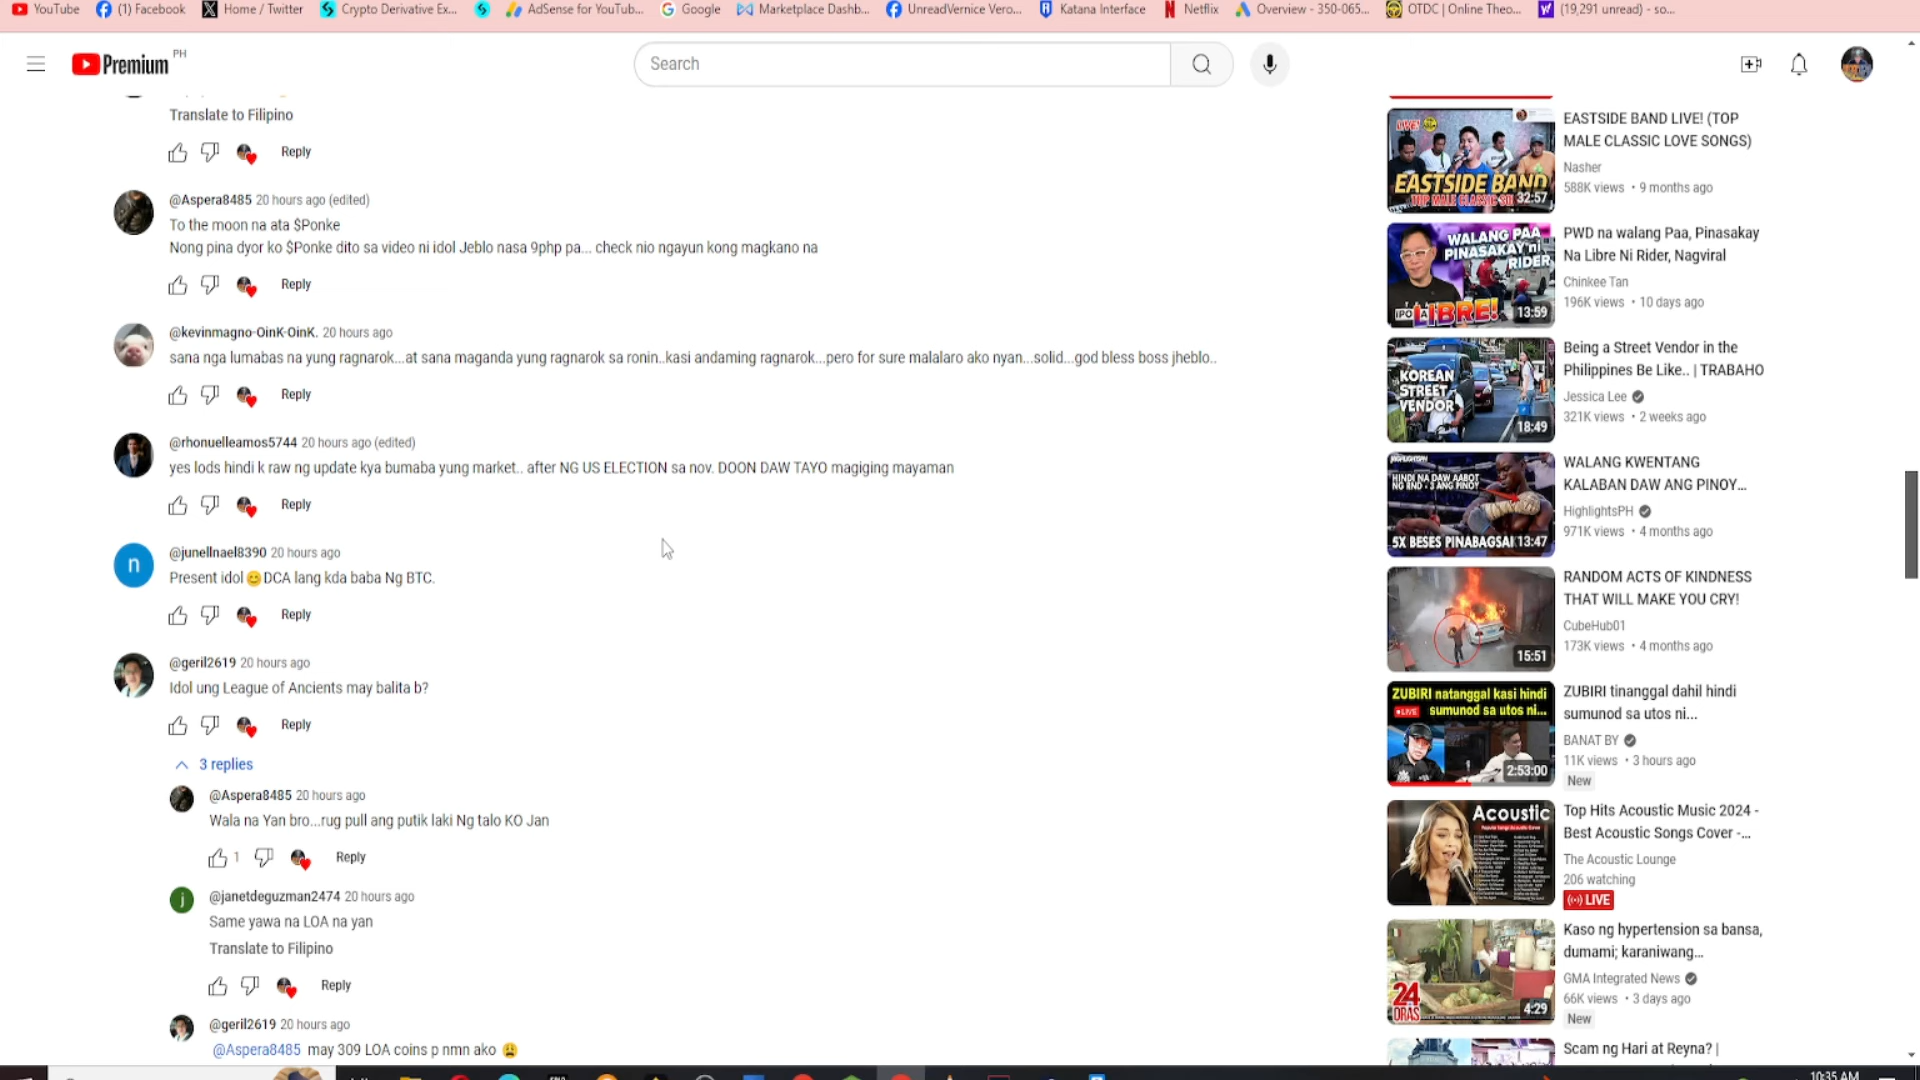 YouTube
(1) Facebook
Home / Twitter
Crypto Derivative Ex...
AdSense for YouTub...
Google
Marketplace Dashb...
UnreadVernice Vero...
Katana Interface
Netflix
Overview - 350-065...
OTDC | Online Theo...
(19,291 unread) - so...
Premium PH
Search
Translate to Filipino
Reply
@Aspera8485 20 hours ago (edited)
To the moon na ata $Ponke
Nong pina dyor ko $Ponke dito sa video ni idol Jeblo nasa 9php pa... check nio ngayun kong magkano na
Reply
@kevinmagno-OinK-OinK. 20 hours ago
sana nga lumabas na yung ragnarok...at sana maganda yung ragnarok sa ronin..kasi andaming ragnarok...pero for sure malalaro ako nyan...solid...god bless boss jheblo..
Reply
@rhonuelleamos5744 20 hours ago (edited)
yes lods hindi k raw ng update kya bumaba yung market.. after NG US ELECTION sa nov. DOON DAW TAYO magiging mayaman
Reply
n
@junellnael8390 20 hours ago
Present idol 😊 DCA lang kda baba Ng BTC.
Reply
@geril2619 20 hours ago
Idol ung League of Ancients may balita b?
Reply
3 replies
@Aspera8485 20 hours ago
Wala na Yan bro...rug pull ang putik laki Ng talo KO Jan
1 Reply
j
@janetdeguzman2474 20 hours ago
Same yawa na LOA na yan
Translate to Filipino
Reply
@geril2619 20 hours ago
@Aspera8485 may 309 LOA coins p nmn ako 😩
LIVE!
EASTSIDE BAND
TOP MALE CLASSIC SO
32:57
EASTSIDE BAND LIVE! (TOP
MALE CLASSIC LOVE SONGS)
Nasher
588K views • 9 months ago
WALANG PAA
PINASAKAY ni
RIDER
LIBRE!
13:59
PWD na walang Paa, Pinasakay
Na Libre Ni Rider, Nagviral
Chinkee Tan
196K views • 10 days ago
KOREAN
STREET
VENDOR
18:49
Being a Street Vendor in the
Philippines Be Like.. | TRABAHO
Jessica Lee
321K views • 2 weeks ago
HINDI NA DAW AABOT
NG RND - 3 ANG PINOY
5X BESES PINABAGSAK
13:47
WALANG KWENTANG
KALABAN DAW ANG PINOY...
HighlightsPH
971K views • 4 months ago
15:51
RANDOM ACTS OF KINDNESS
THAT WILL MAKE YOU CRY!
CubeHub01
173K views • 4 months ago
ZUBIRI natanggal kasi hindi
LIVE sumunod sa utos ni...
2:53:00
ZUBIRI tinanggal dahil hindi
sumunod sa utos ni...
BANAT BY
11K views • 3 hours ago
New
Acoustic
Top Hits Acoustic Music 2024 -
Best Acoustic Songs Cover -...
The Acoustic Lounge
206 watching
LIVE
24
ORAS
4:29
Kaso ng hypertension sa bansa,
dumami; karaniwang...
GMA Integrated News
66K views • 3 days ago
New
Scam ng Hari at Reyna? |
10:35 AM